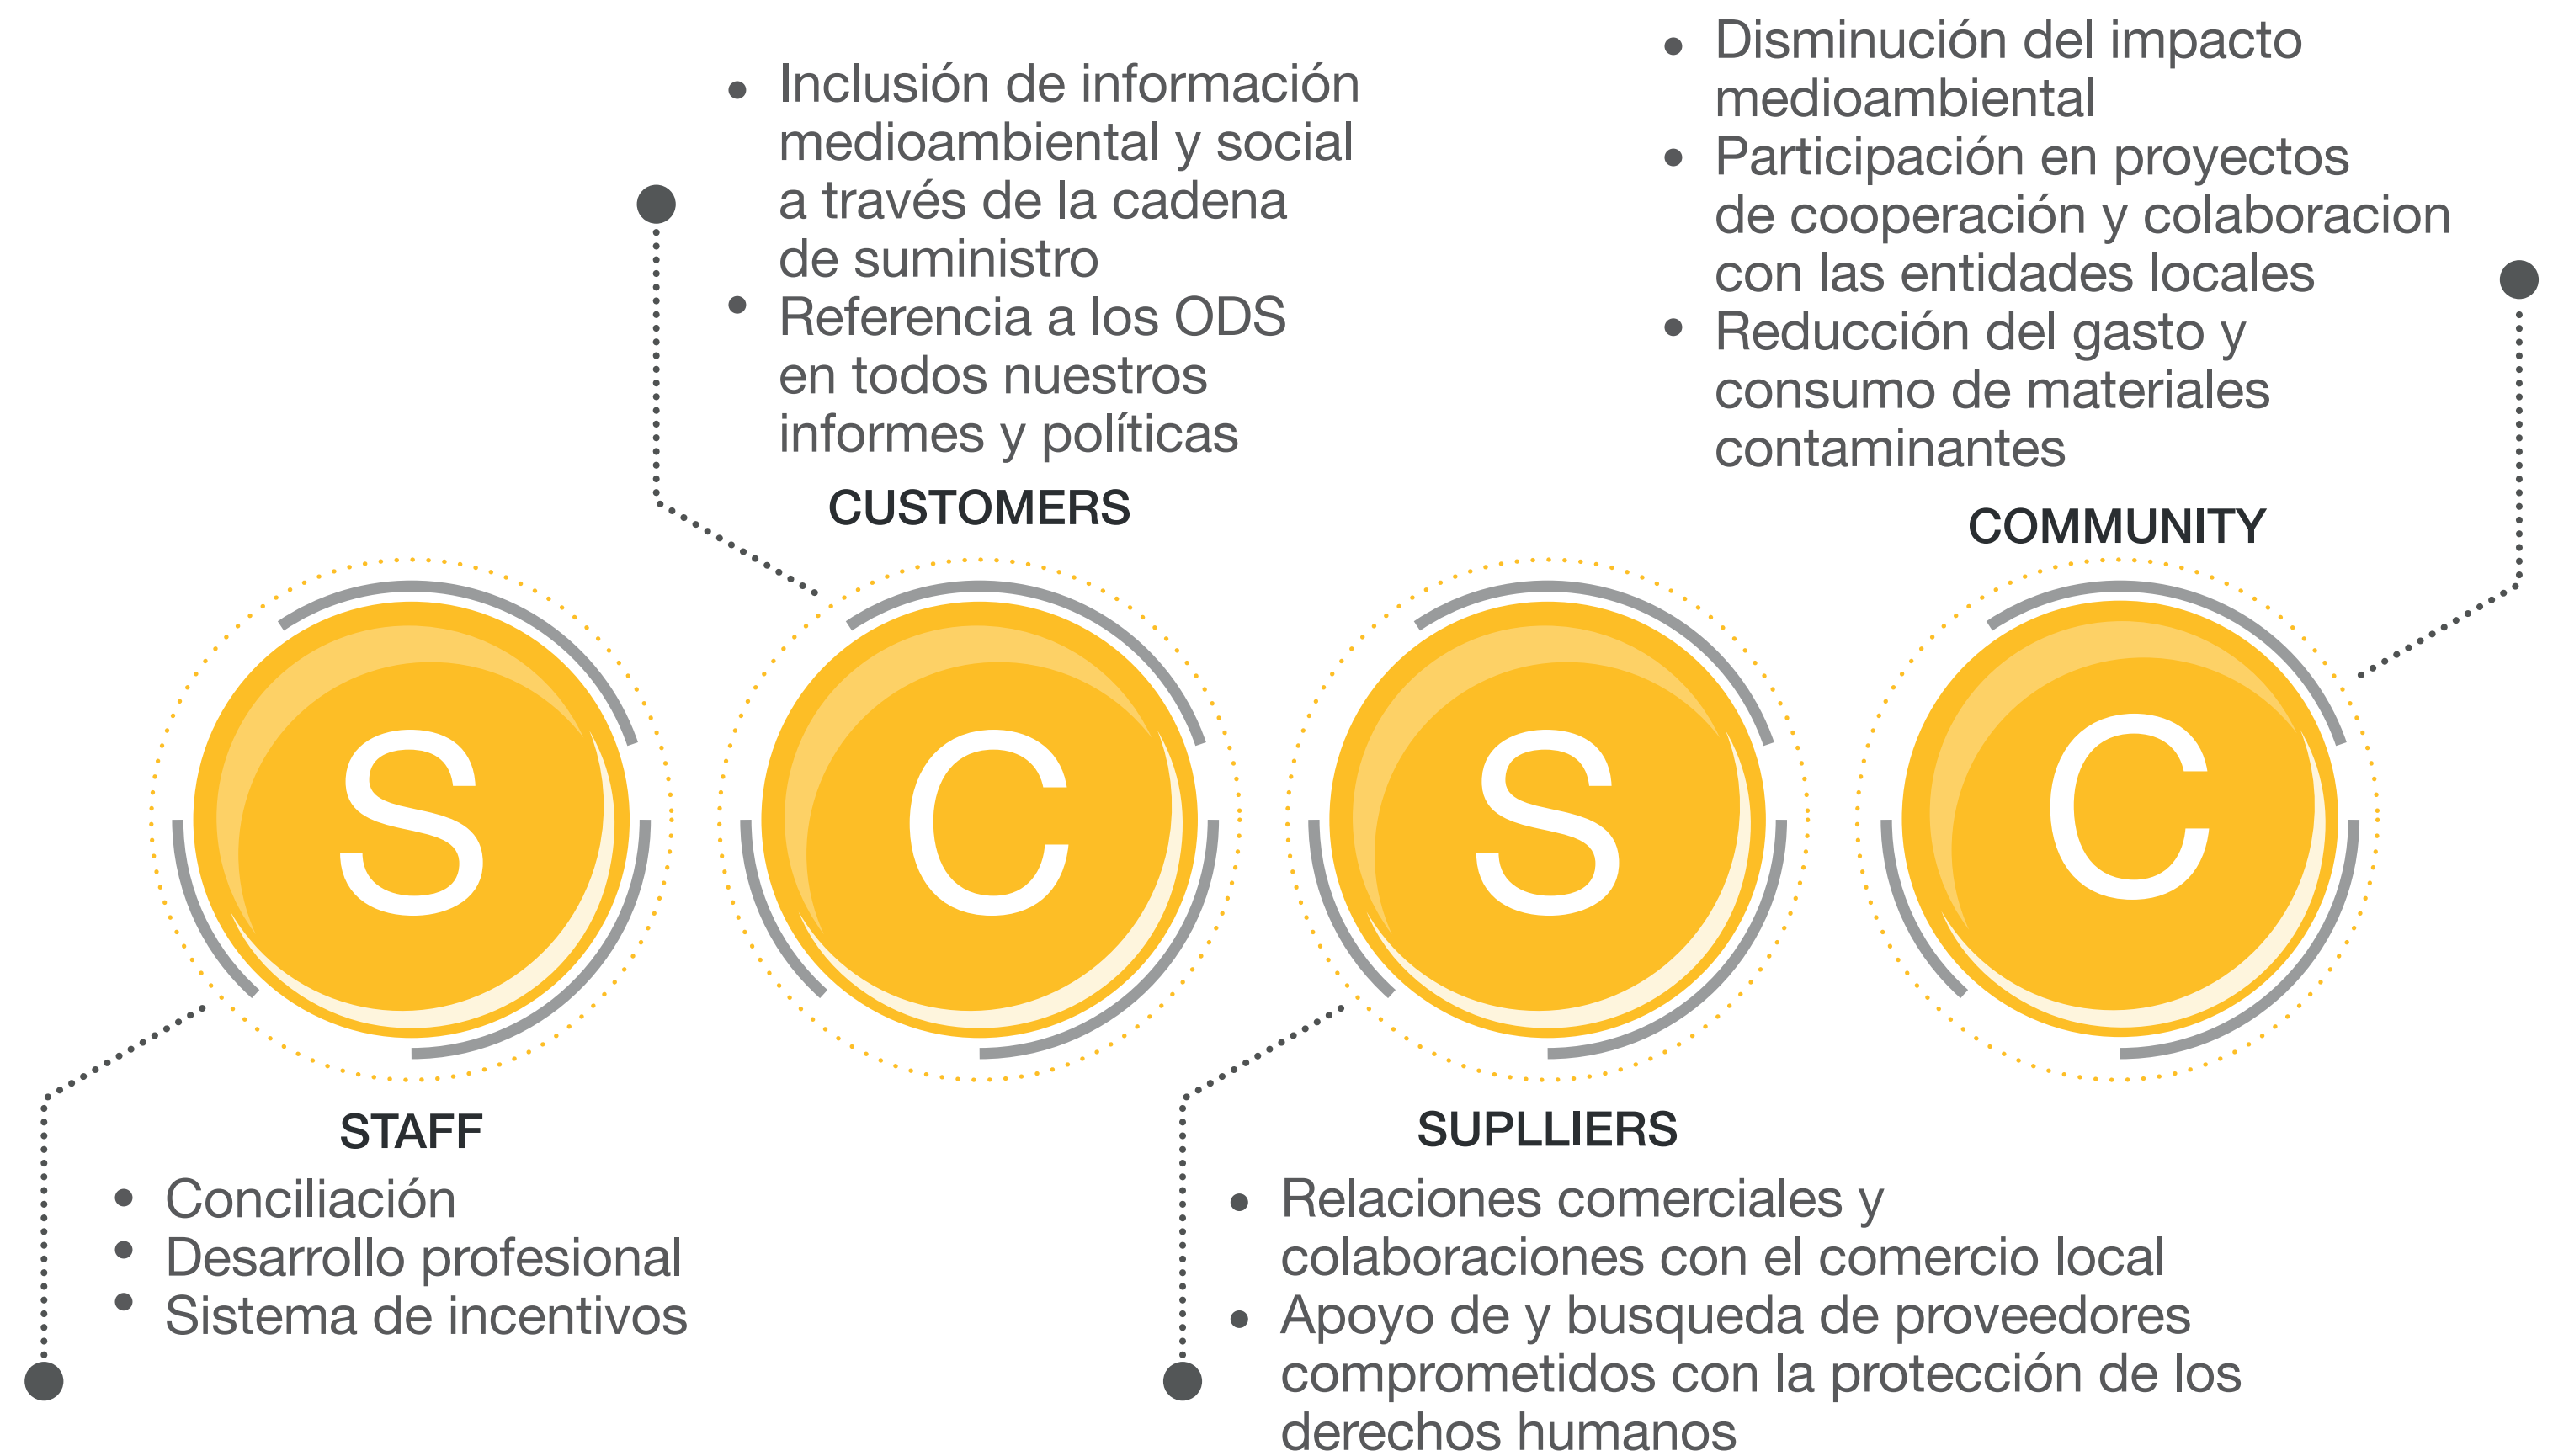 Inclusión de información
medioambiental y social
a través de la cadena
de suministro
Referencia a los ODS
en todos nuestros
informes y políticas
CUSTOMERS
Disminución del impacto
medioambiental
Participación en proyectos
de cooperación y colaboracion
con las entidades locales
Reducción del gasto y
consumo de materiales
contaminantes
COMMUNITY
S
C
S
C
STAFF
Conciliación
Desarrollo profesional
Sistema de incentivos
SUPLLIERS
Relaciones comerciales y
colaboraciones con el comercio local
Apoyo de y busqueda de proveedores
comprometidos con la protección de los
derechos humanos